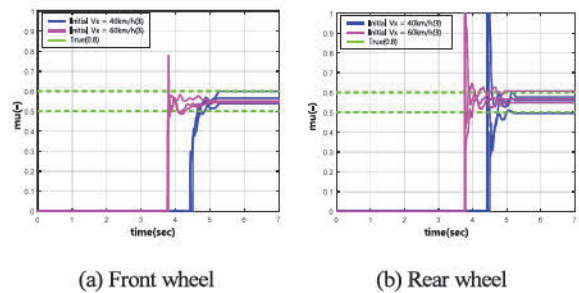 Initial Vx = 40km/h(3)
Initial Vx = 60km/h(3)
True(0.8)
1
0.9
0.8
0.7
0.6
0.5
0.4
0.3
0.2
0.1
0
mu(-)
0 1 2 3 4 5 6 7
time(sec)
(a) Front wheel
Initial Vx = 40km/h(3)
Initial Vx = 60km/h(3)
True(0.8)
1
0.9
0.8
0.7
0.6
0.5
0.4
0.3
0.2
0.1
0
mu(-)
0 1 2 3 4 5 6 7
time(sec)
(b) Rear wheel